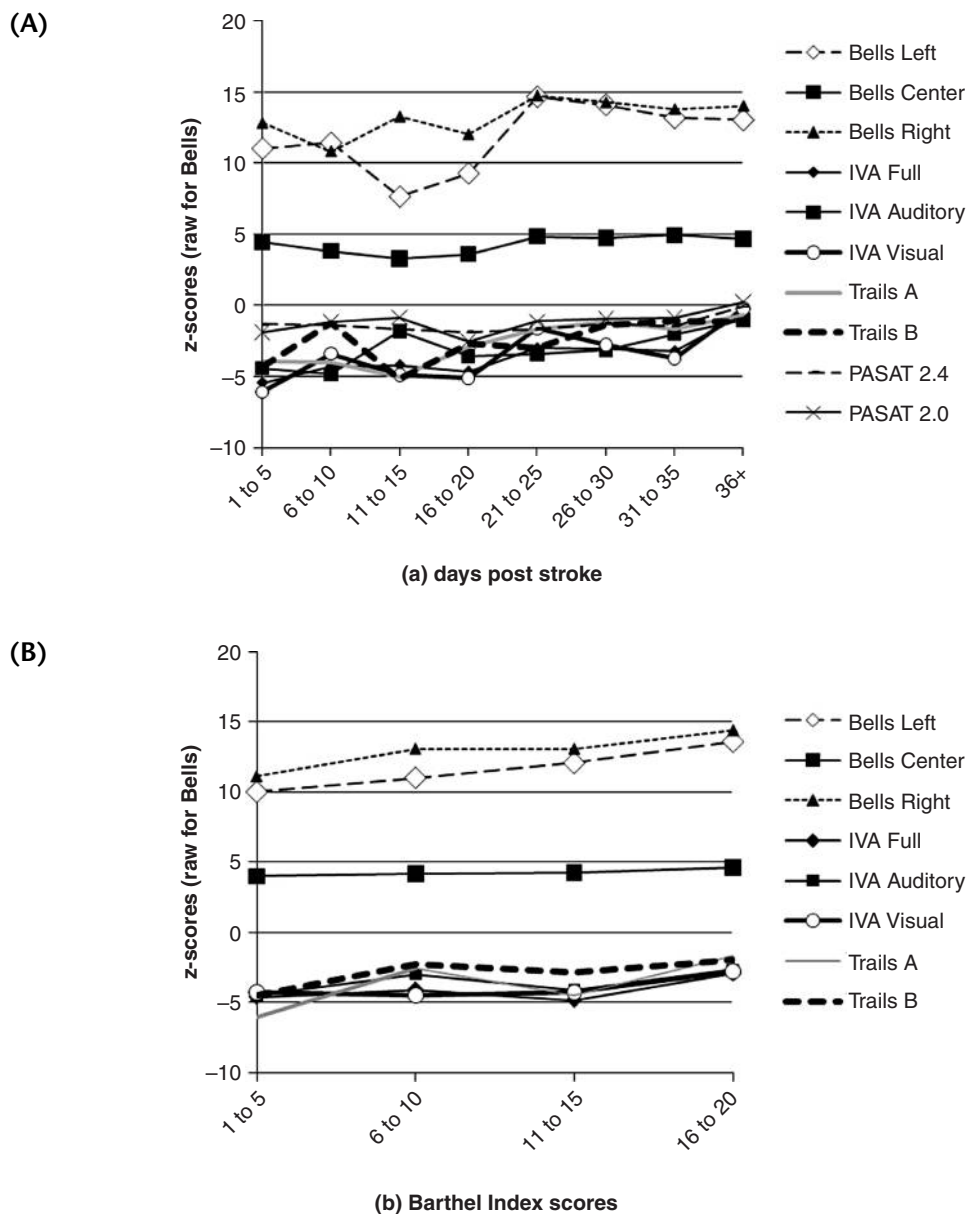 (A)
20
15
10
5
0
–5
–10
z-scores (raw for Bells)
1 to 5
6 to 10
11 to 15
16 to 20
21 to 25
26 to 30
31 to 35
36+
(a) days post stroke
Bells Left
Bells Center
Bells Right
IVA Full
IVA Auditory
IVA Visual
Trails A
Trails B
PASAT 2.4
PASAT 2.0
(B)
20
15
10
5
0
–5
–10
z-scores (raw for Bells)
1 to 5
6 to 10
11 to 15
16 to 20
(b) Barthel Index scores
Bells Left
Bells Center
Bells Right
IVA Full
IVA Auditory
IVA Visual
Trails A
Trails B